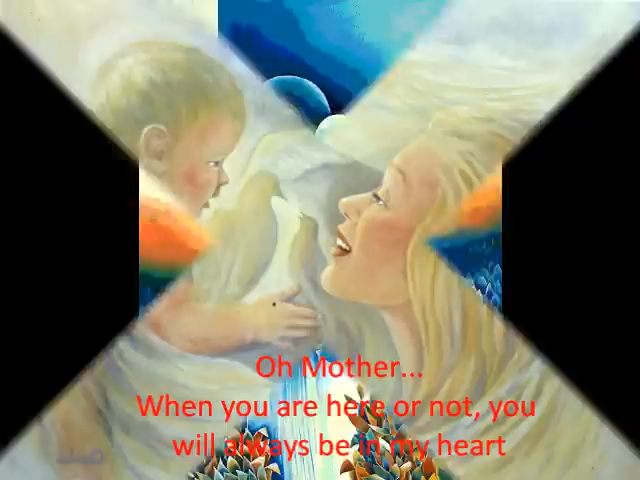 Oh Mother...
When you are here or not, you
will always be in my heart